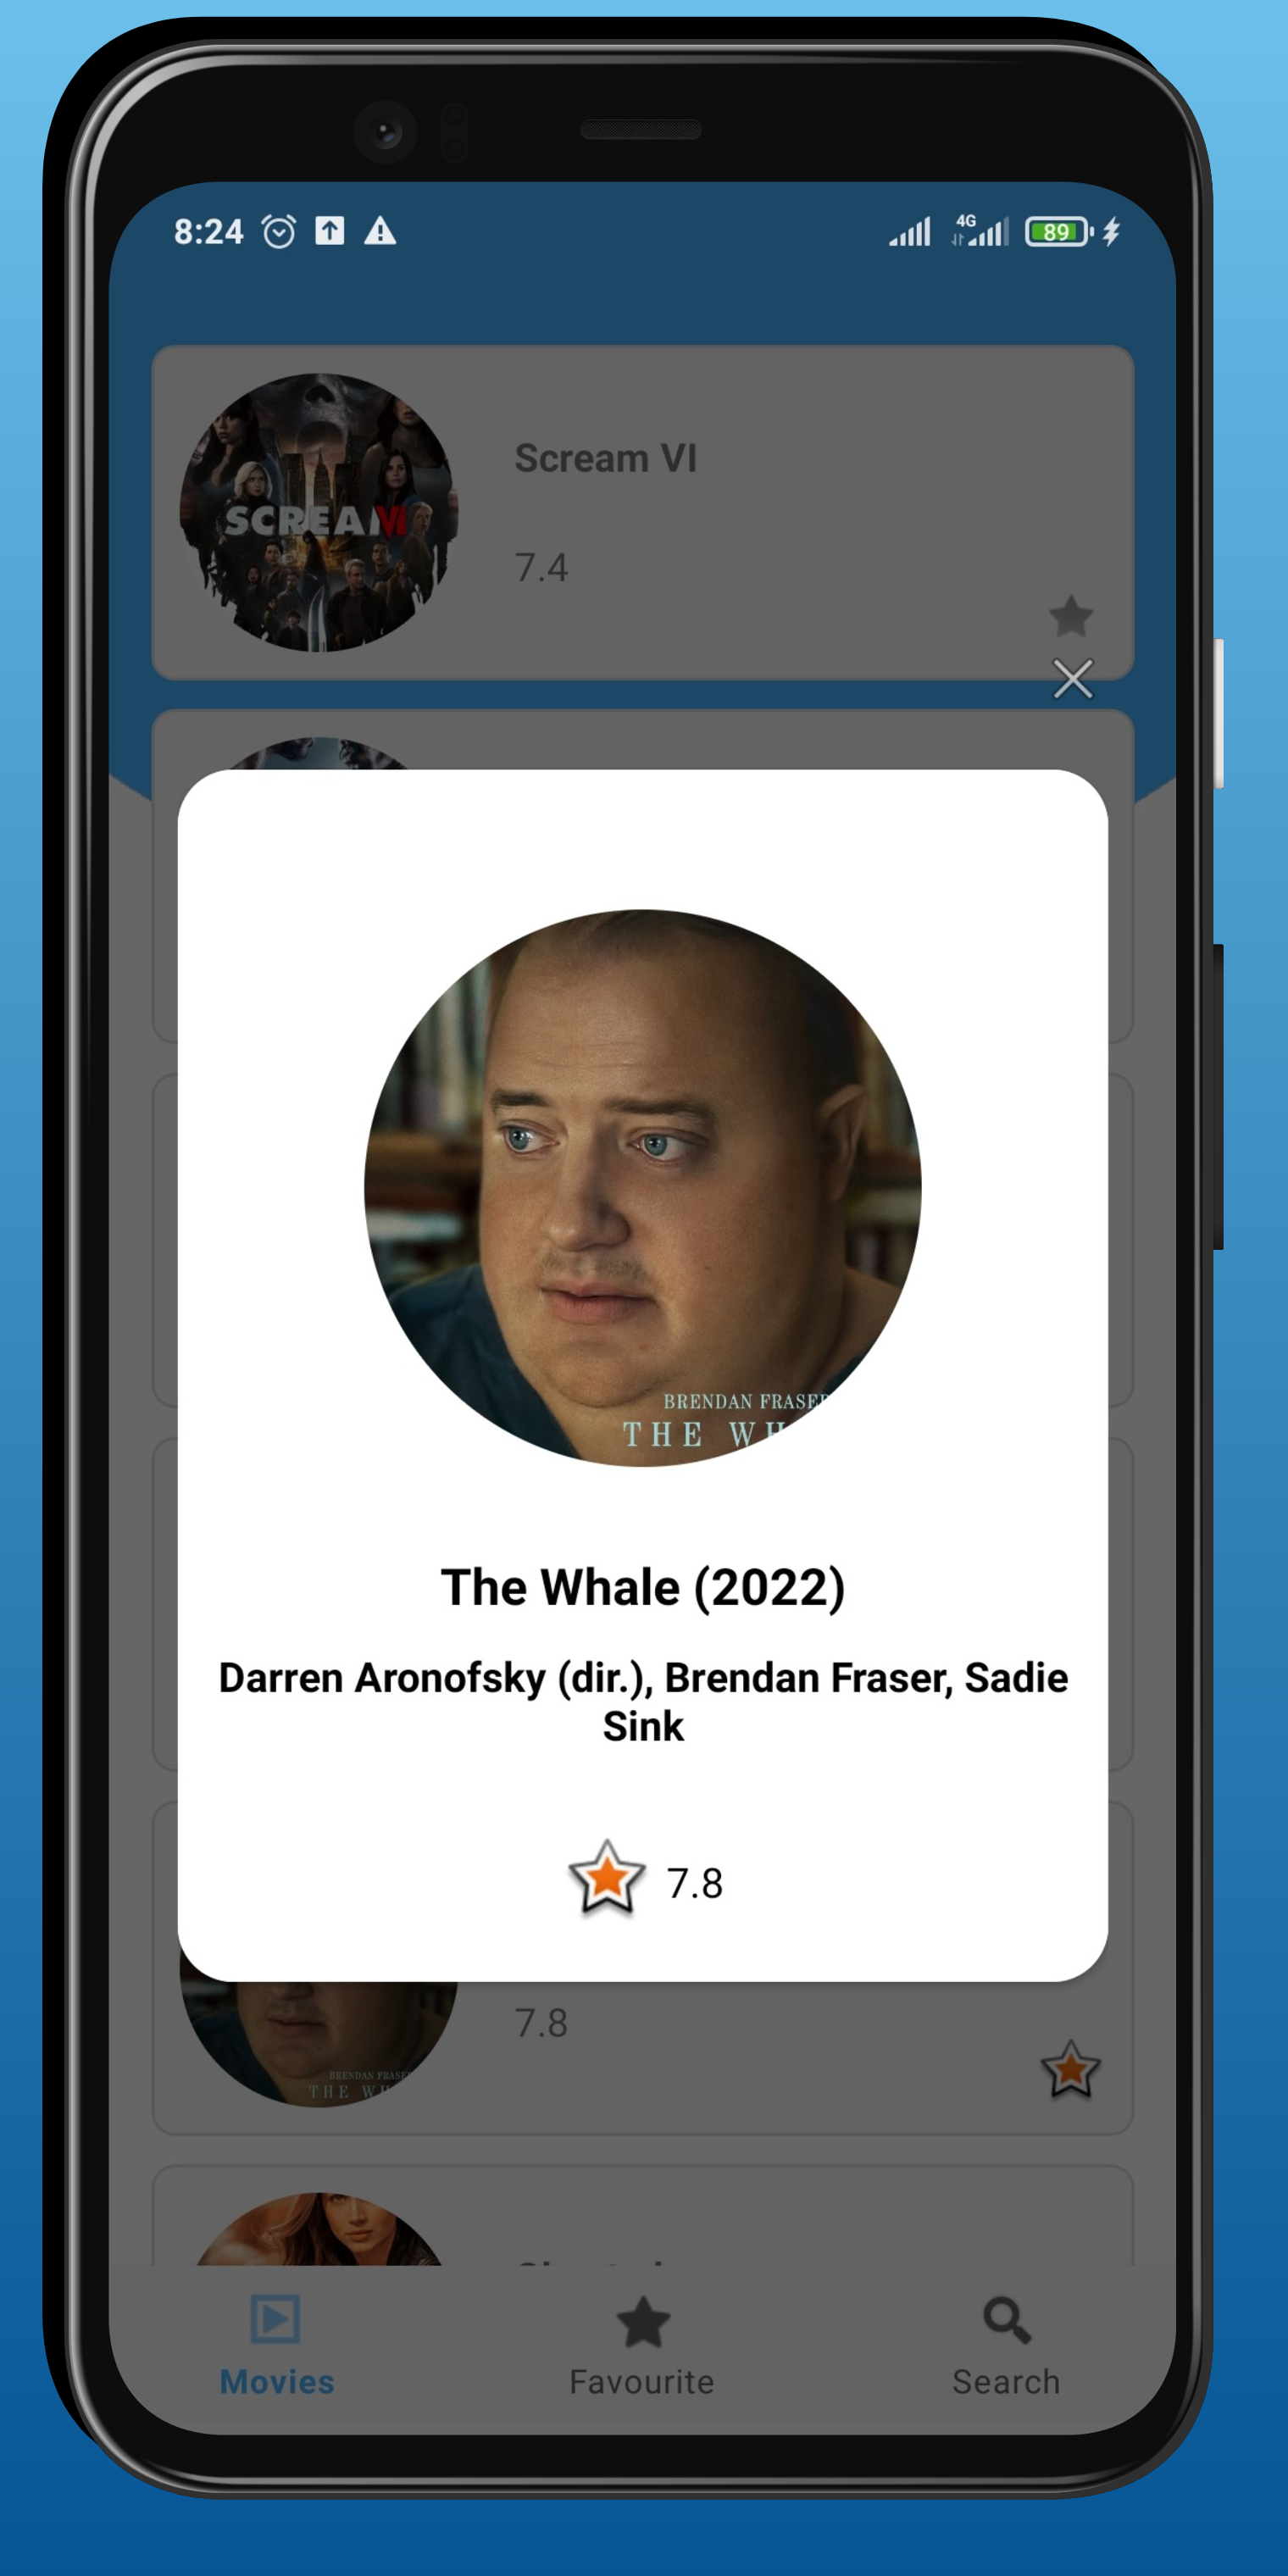 8:24
4G
89
Scream VI
SCREAM VI
7.4
BRENDAN FRASER
THE WH
The Whale (2022)
Darren Aronofsky (dir.), Brendan Fraser, Sadie
Sink
7.8
7.8
BRENDAN FRASE
THE WH
Movies
Favourite
Search